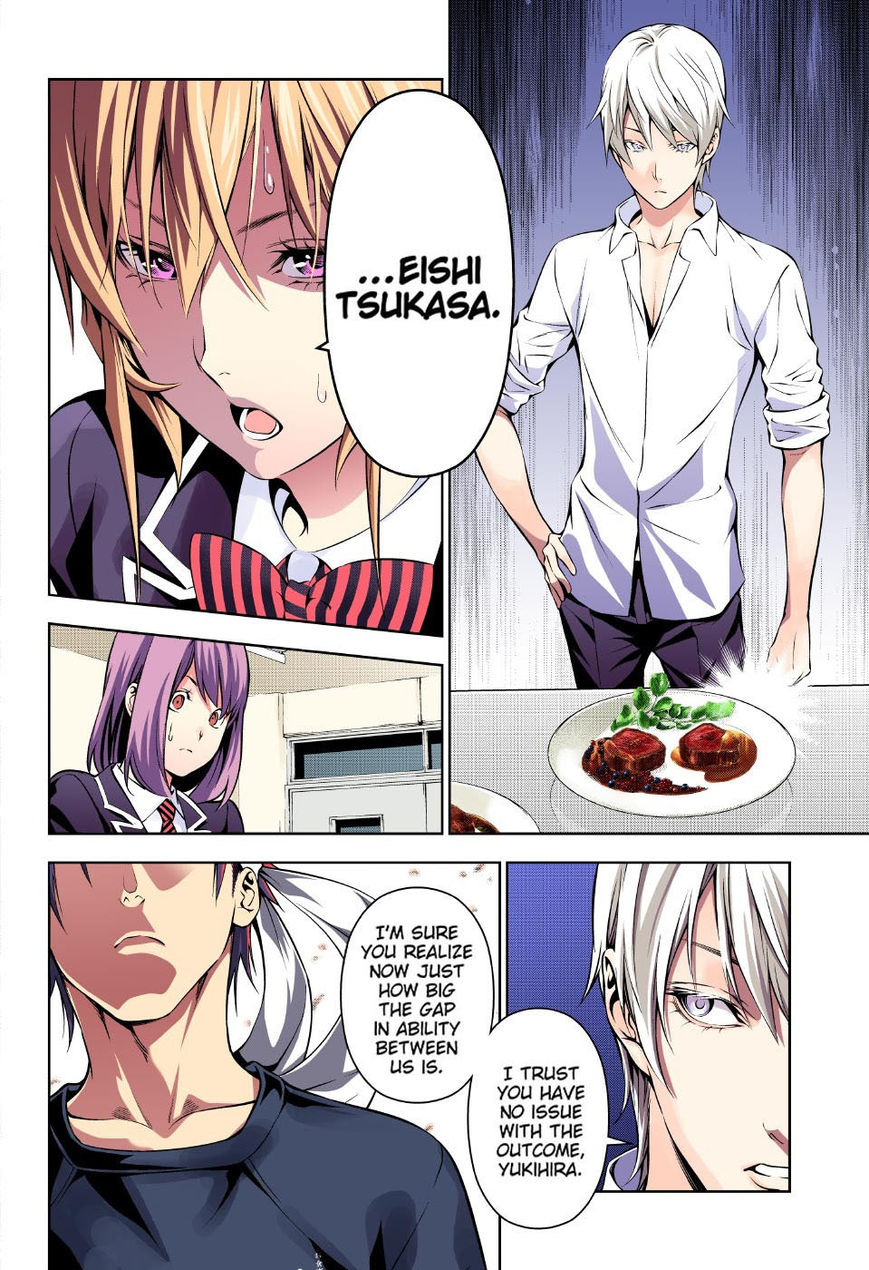 ...EISHI
TSUKASA.
I TRUST
YOU HAVE
NO ISSUE
WITH THE
OUTCOME,
YUKIHIRA.
I'M SURE
YOU REALIZE
NOW JUST
HOW BIG
THE GAP
IN ABILITY
BETWEEN
US IS.